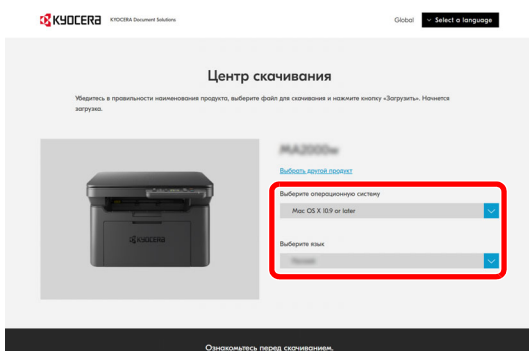 KYOCERA KYOCERA Document Solutions Global Select a language
Центр скачивания
Убедитесь в правильности наименования продукта, выберите файл для скачивания и нажмите кнопку «Загрузить». Начнется
загрузка.
MA2000w
Выбрать другой продукт
Выберите операционную систему
Mac OS X 10.9 or later
Выберите язык
KYOCERA
Ознакомьтесь перед скачиванием.